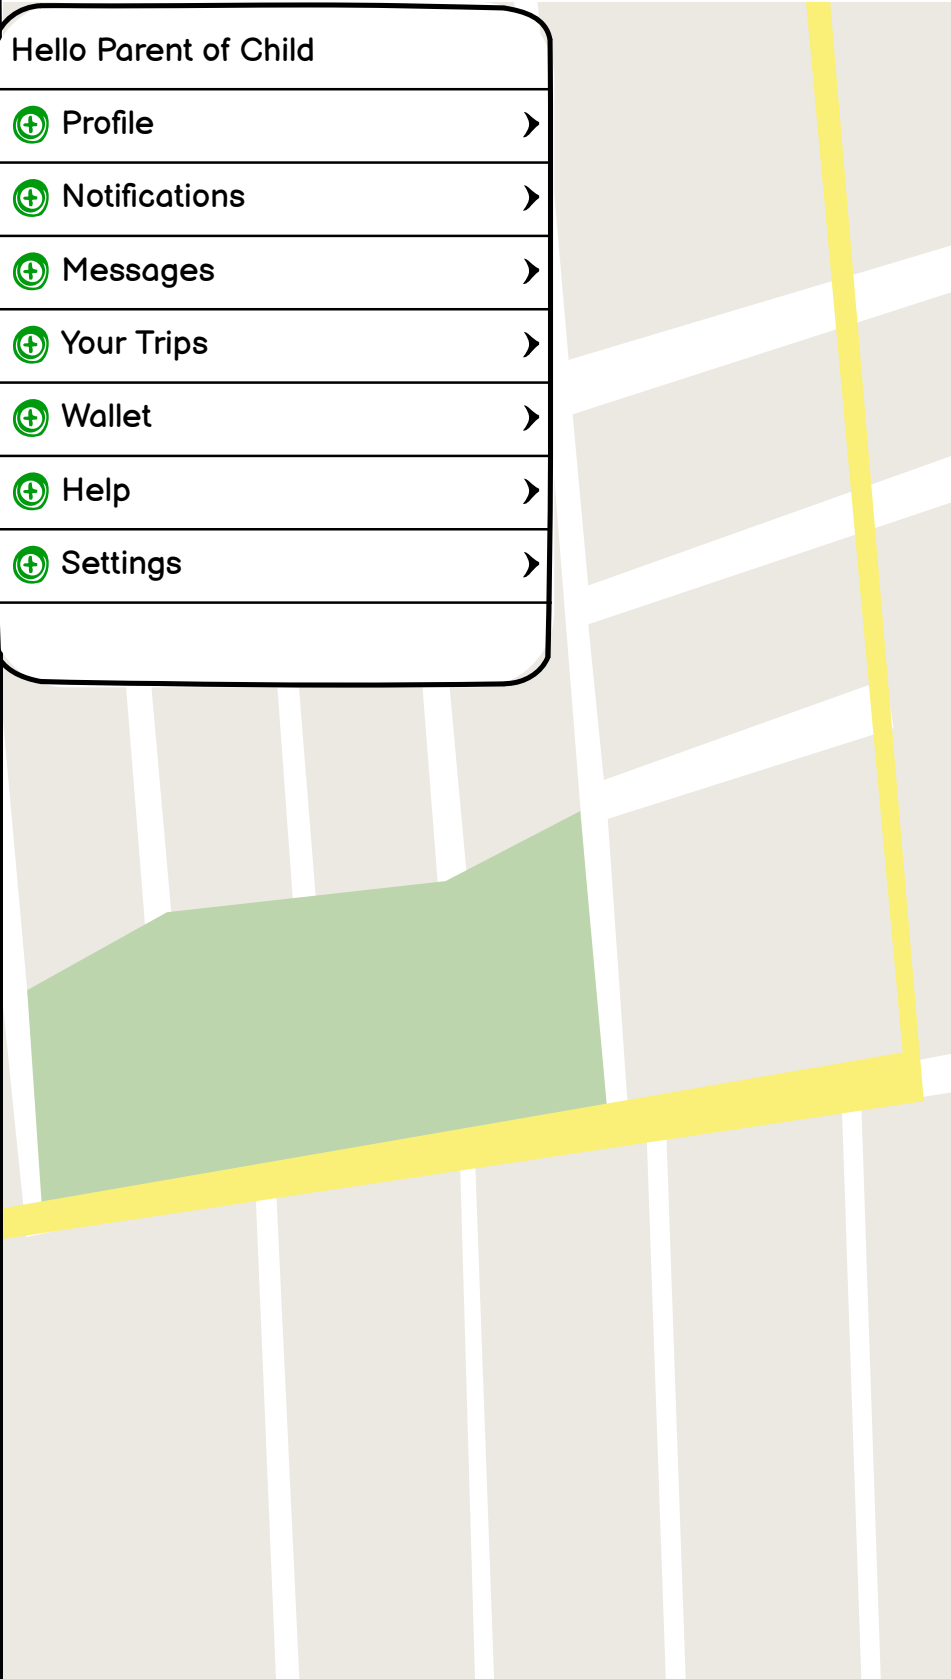 Hello Parent of Child
Profile
Notifications
Messages
Your Trips
Wallet
Help
Settings